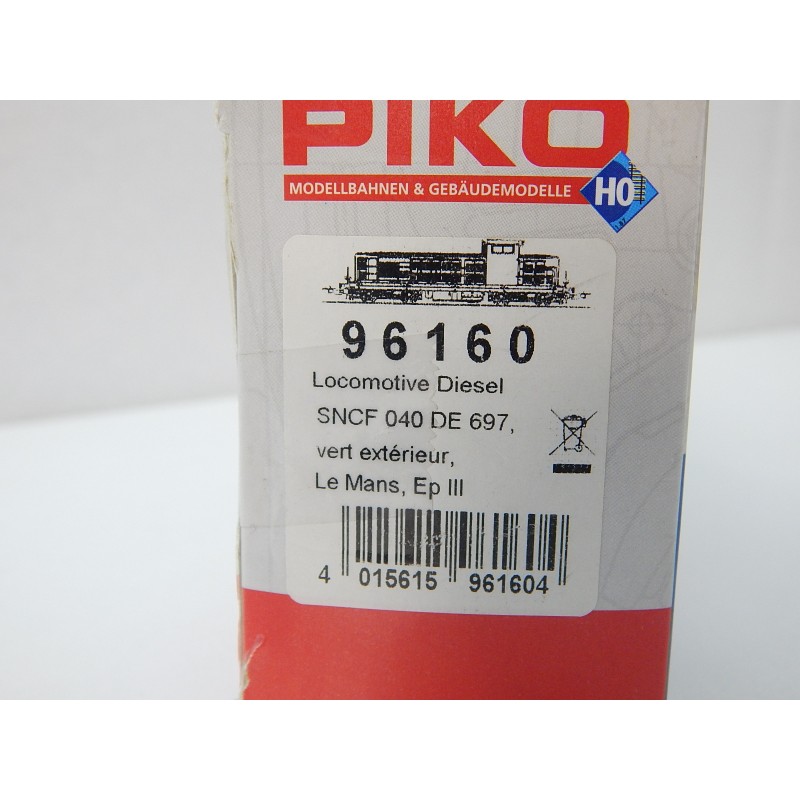 PIKO
MODELLBAHNEN & GEBÄUDEMODELLE
HO
96160
Locomotive Diesel
SNCF 040 DE 697,
vert extérieur,
Le Mans, Ep III
4 015615 961604